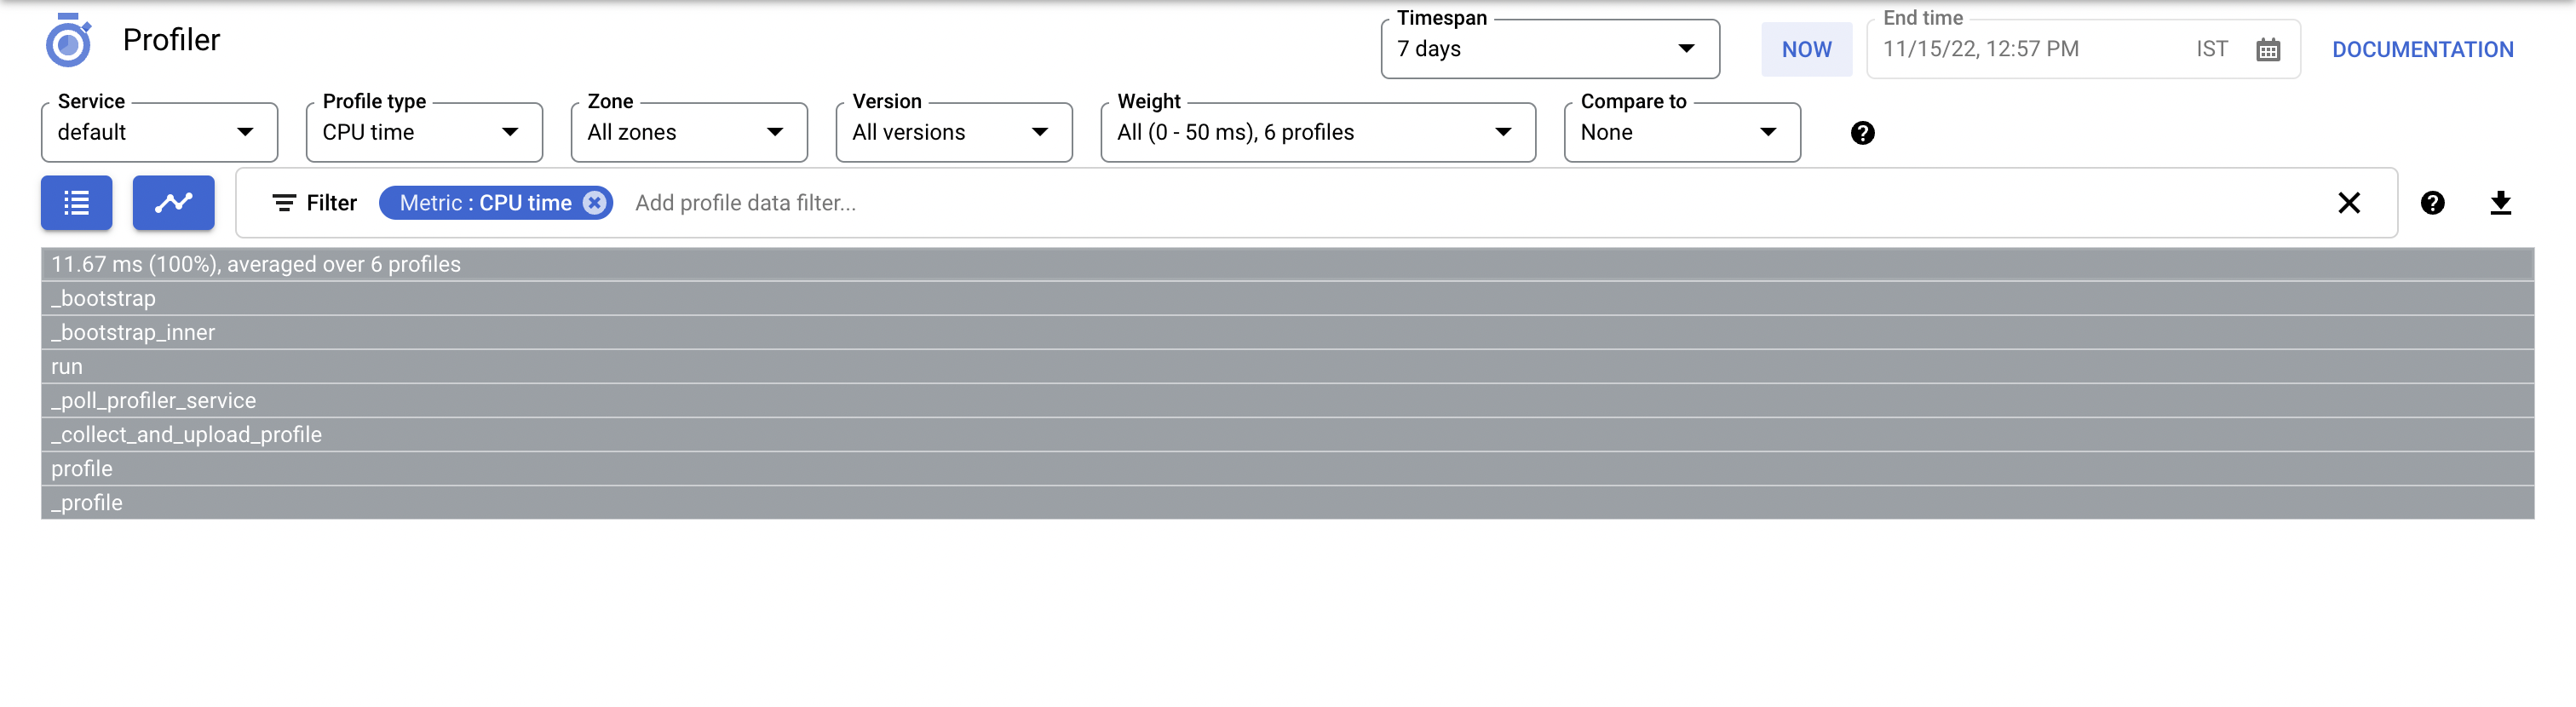 Profiler
Timespan
7 days
NOW
End time
11/15/22, 12:57 PM IST
DOCUMENTATION
Service
default
Profile type
CPU time
Zone
All zones
Version
All versions
Weight
All (0 - 50 ms), 6 profiles
Compare to
None
Filter Metric : CPU time Add profile data filter...
11.67 ms (100%), averaged over 6 profiles
_bootstrap
_bootstrap_inner
run
_poll_profiler_service
_collect_and_upload_profile
profile
_profile